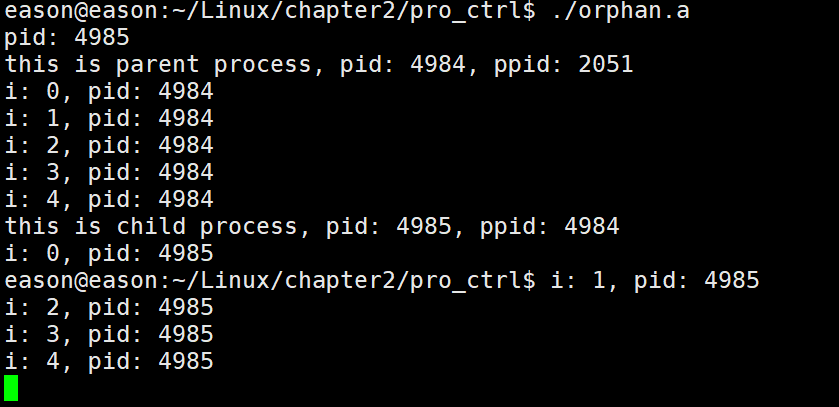 eason@eason:~/Linux/chapter2/pro_ctrl$ ./orphan.a
pid: 4985
this is parent process, pid: 4984, ppid: 2051
i: 0, pid: 4984
i: 1, pid: 4984
i: 2, pid: 4984
i: 3, pid: 4984
i: 4, pid: 4984
this is child process, pid: 4985, ppid: 4984
i: 0, pid: 4985
eason@eason:~/Linux/chapter2/pro_ctrl$ i: 1, pid: 4985
i: 2, pid: 4985
i: 3, pid: 4985
i: 4, pid: 4985